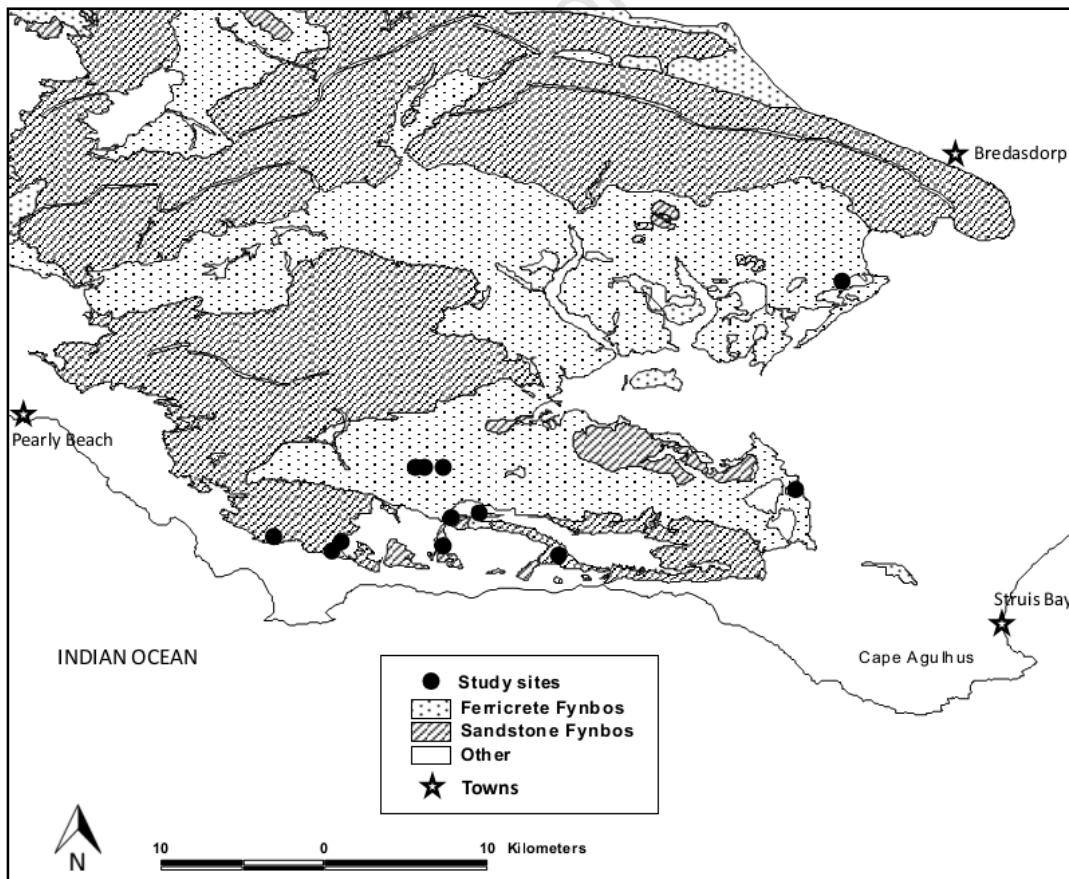 Bredasdorp
Pearly Beach
Struis Bay
INDIAN OCEAN
Cape Agulhus
Study sites
Ferricrete Fynbos
Sandstone Fynbos
Other
Towns
N
10 0 10 Kilometers